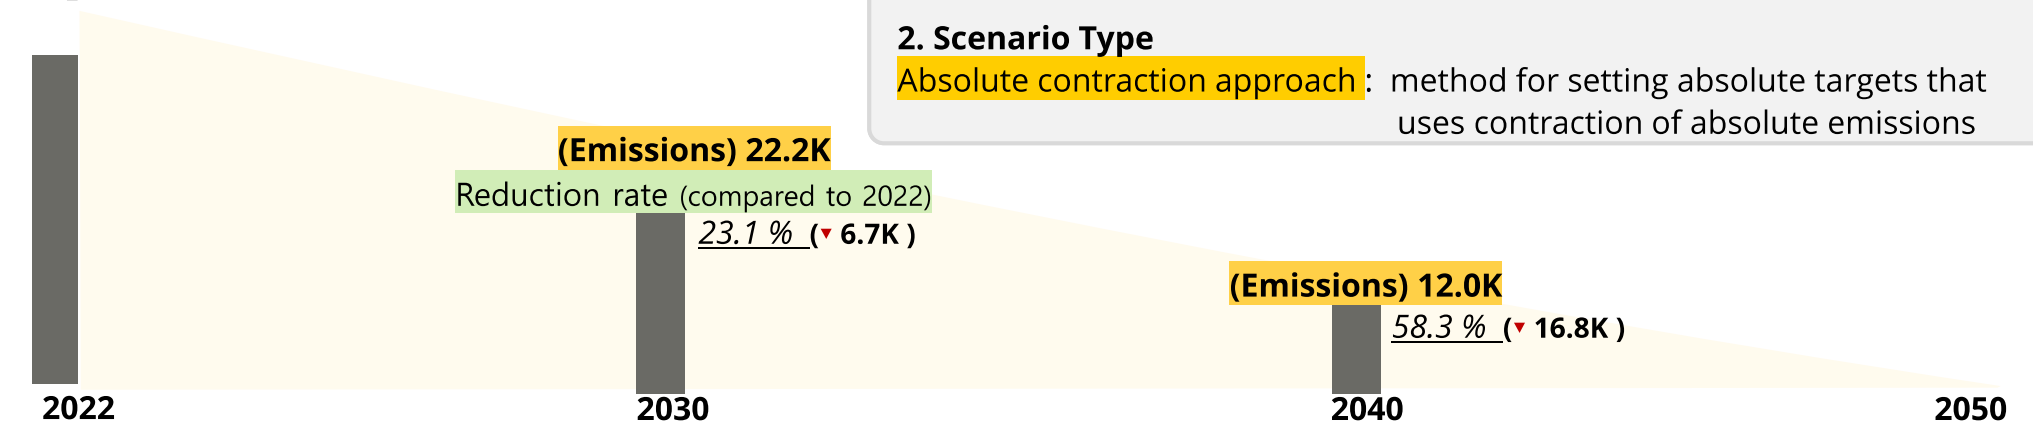 2. Scenario Type
Absolute contraction approach : method for setting absolute targets that
uses contraction of absolute emissions
(Emissions) 22.2K
Reduction rate (compared to 2022)
23.1 % (▼ 6.7K )
(Emissions) 12.0K
58.3 % (▼ 16.8K )
2022 2030 2040 2050